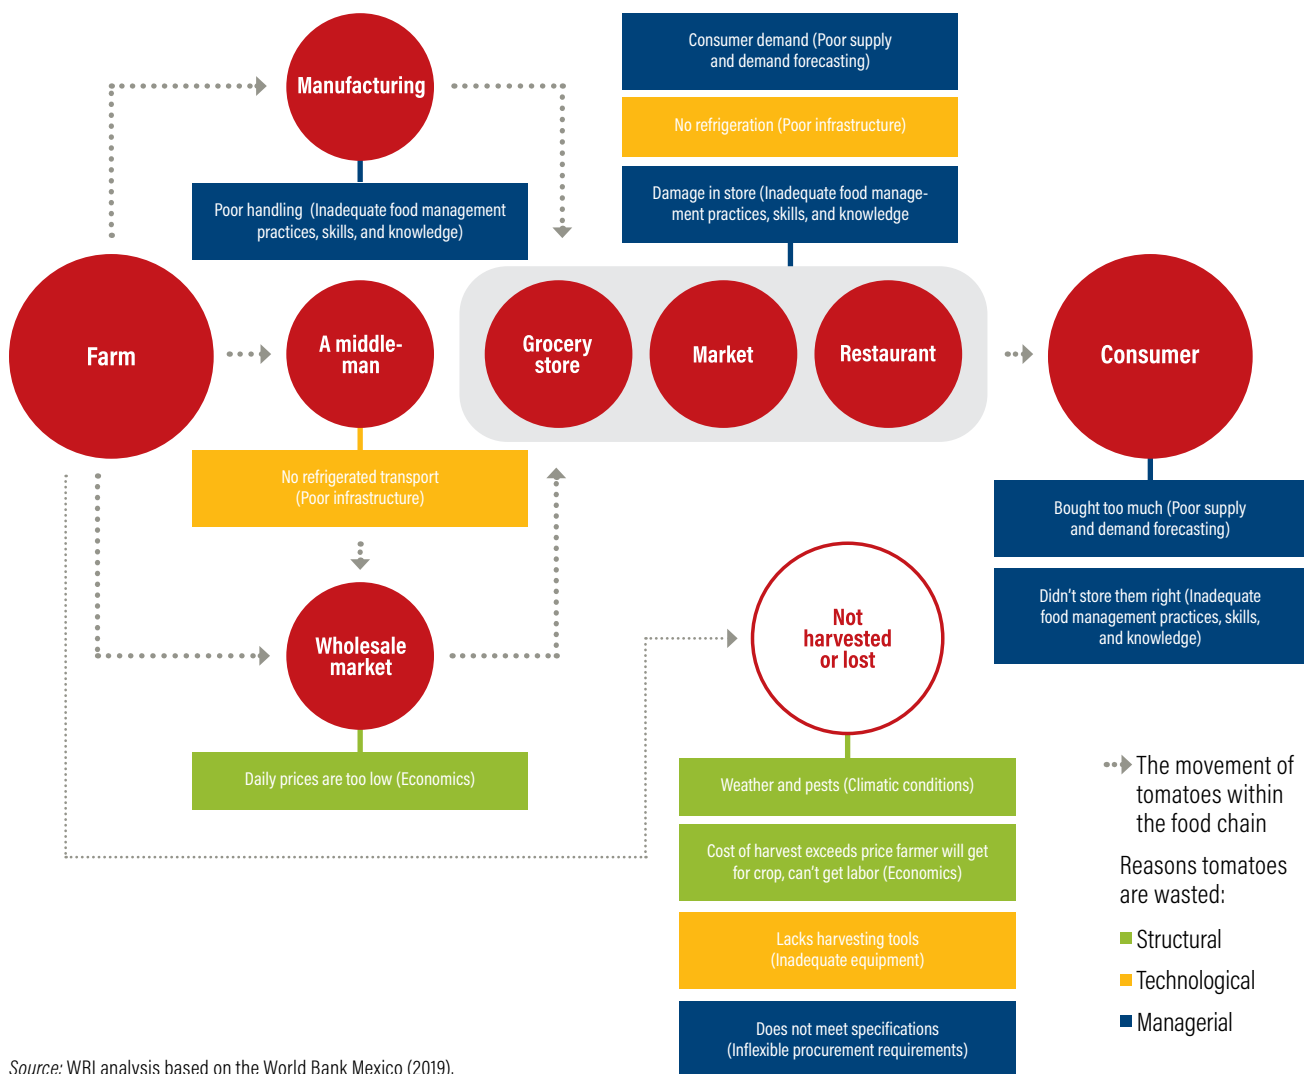 Manufacturing
Poor handling  (Inadequate food management
practices, skills, and knowledge)
Consumer demand (Poor supply
and demand forecasting)
No refrigeration (Poor infrastructure)
Damage in store (Inadequate food manage-
ment practices, skills, and knowledge
Farm
A middle-
man
Grocery
store
Market
Restaurant
Consumer
No refrigerated transport
(Poor infrastructure)
Bought too much (Poor supply
and demand forecasting)
Didn't store them right (Inadequate
food management practices, skills,
and knowledge)
Wholesale
market
Daily prices are too low (Economics)
Not
harvested
or lost
Weather and pests (Climatic conditions)
Cost of harvest exceeds price farmer will get
for crop, can't get labor (Economics)
Lacks harvesting tools
(Inadequate equipment)
Does not meet specifications
(Inflexible procurement requirements)
The movement of
tomatoes within
the food chain
Reasons tomatoes
are wasted:
Structural
Technological
Managerial
Source: WRI analysis based on the World Bank Mexico (2019).